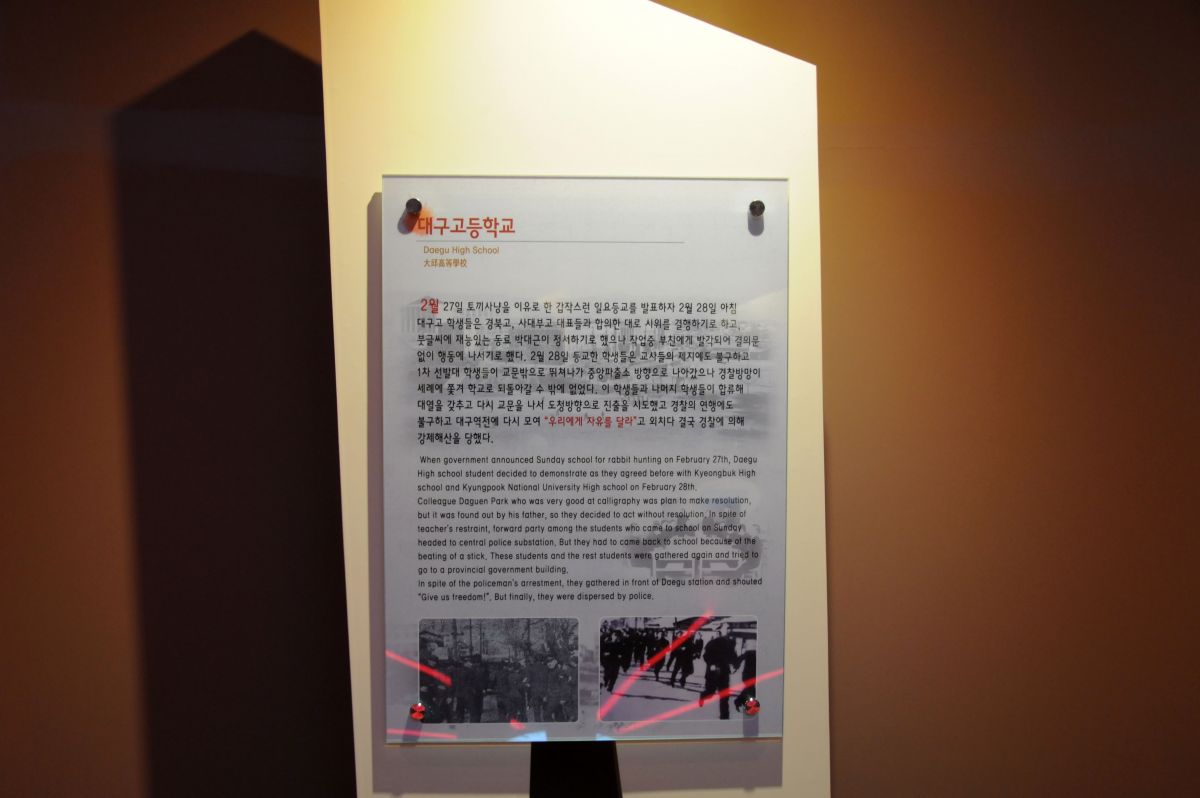 대구고등학교
Daegu High School
大邱高等學校
2월 27일 토끼사냥을 이유로 한 갑작스런 일요등교를 발표하자 2월 28일 아침
대구고 학생들은 경북고, 사대부고 대표들과 합의한 대로 시위를 결행하기로 하고,
붓글씨에 재능있는 동료 박대근이 정서하기로 했으나 작업중 부친에게 발각되어 결의문
없이 행동에 나서기로 했다. 2월 28일 등교한 학생들은 교사들의 제지에도 불구하고
1차 선발대 학생들이 교문밖으로 뛰쳐나가 중앙파출소 방향으로 나아갔으나 경찰방망이
세례에 쫓겨 학교로 되돌아갈 수 밖에 없었다. 이 학생들과 나머지 학생들이 합류해
대열을 갖추고 다시 교문을 나서 도청방향으로 진출을 시도했고 경찰의 연행에도
불구하고 대구역전에 다시 모여 "우리에게 자유를 달라"고 외치다 결국 경찰에 의해
강제해산을 당했다.
When government announced Sunday school for rabbit hunting on February 27th, Daegu
High school student decided to demonstrate as they agreed before with Kyeongbuk High
school and Kyungpook National University High school on February 28th.
Colleague Daguen Park who was very good at calligraphy was plan to make resolution,
but it was found out by his father, so they decided to act without resolution. In spite of
teacher's restraint, forward party among the students who came to school on Sunday
headed to central police substation. But they had to came back to school because of the
beating of a stick. These students and the rest students were gathered again and tried to
go to a provincial government building.
In spite of the policeman's arrestment, they gathered in front of Daegu station and shouted
"Give us freedom!". But finally, they were dispersed by police.